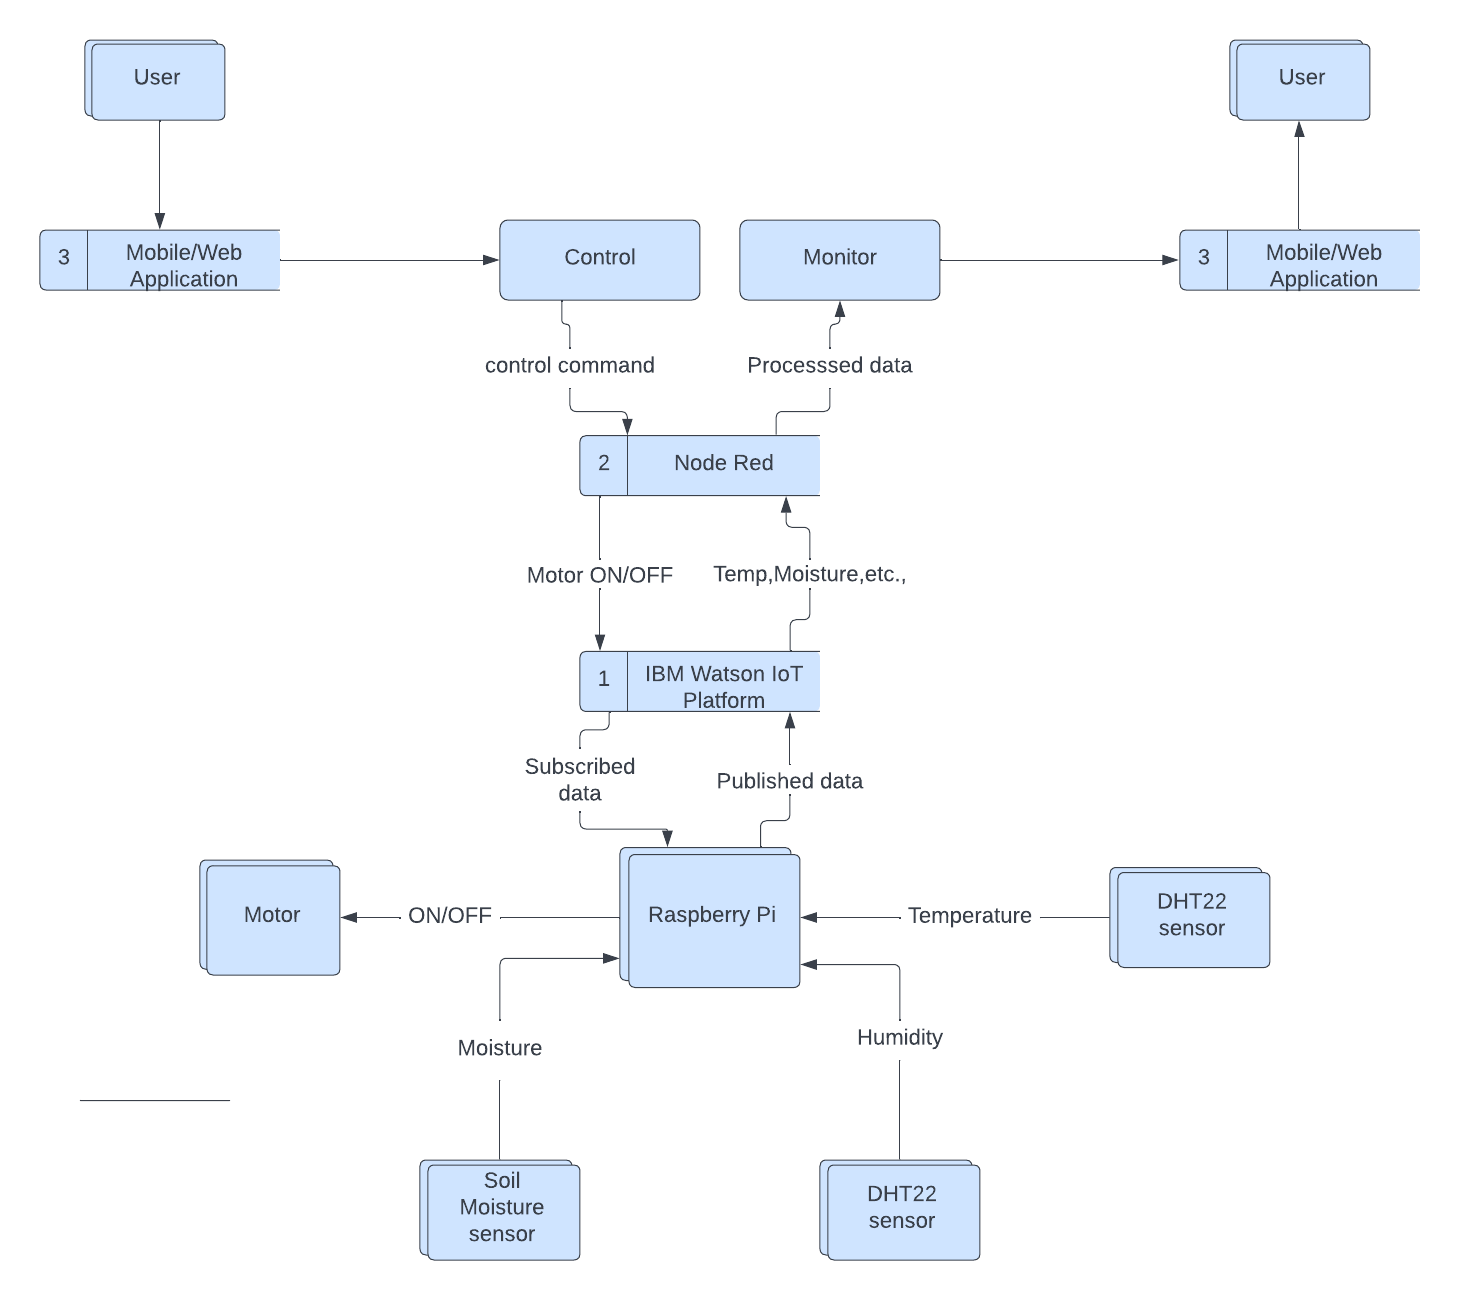 User
User
3
Mobile/Web
Application
Control
Monitor
3
Mobile/Web
Application
control command
Processsed data
2
Node Red
Motor ON/OFF
Temp,Moisture,etc.,
1
IBM Watson IoT
Platform
Subscribed
data
Published data
Motor
ON/OFF
Raspberry Pi
Temperature
DHT22
sensor
Moisture
Humidity
Soil
Moisture
sensor
DHT22
sensor